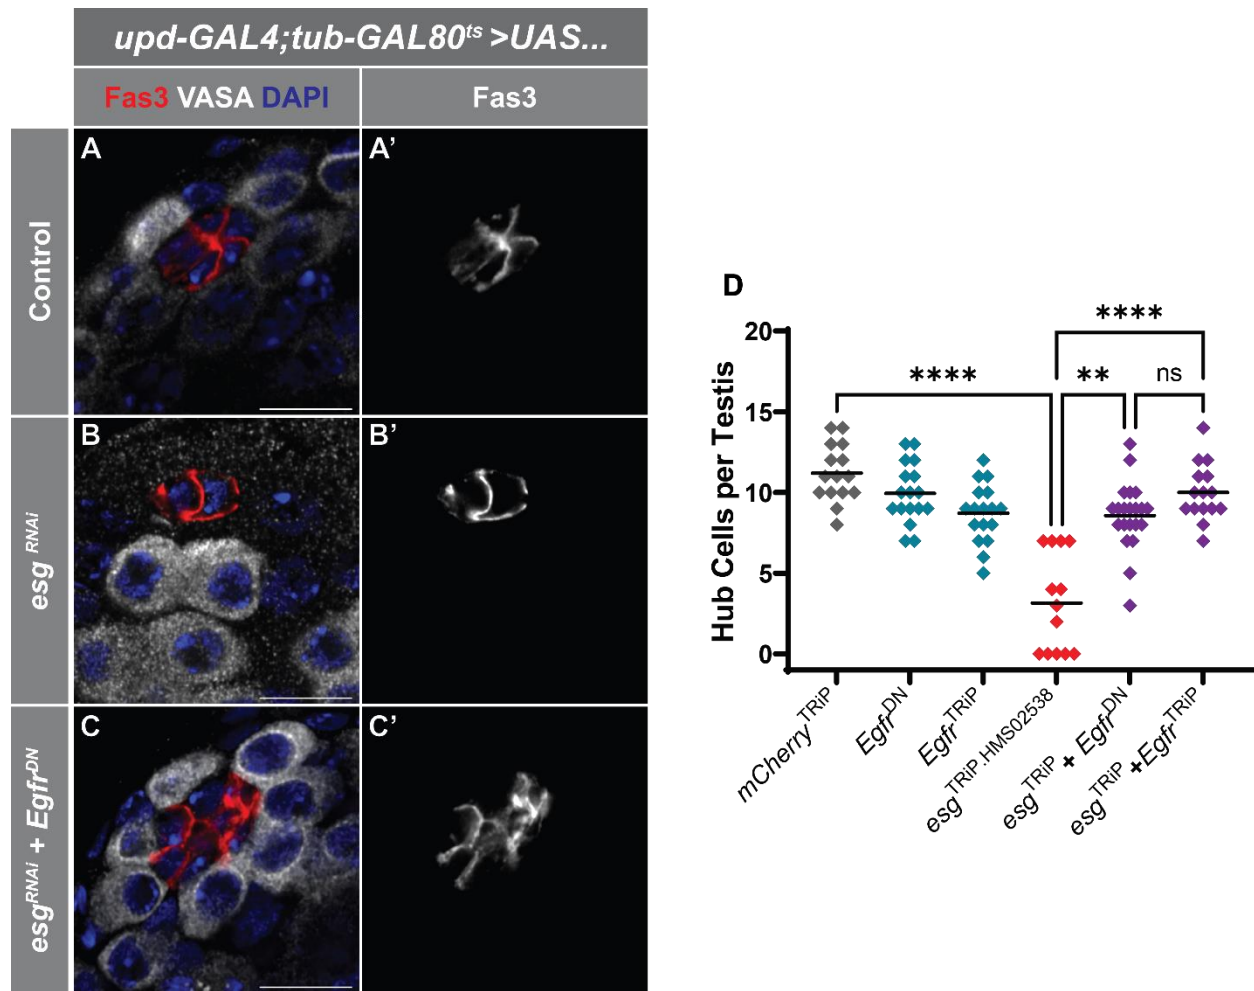 upd-GAL4;tub-GAL80ts >UAS...
Fas3 VASA DAPI
Fas3
Control
A
A'
esg RNAi
B
B'
esgRNAi + EgfrDN
C
C'
D
Hub Cells per Testis
20
15
10
5
0
****
****
**
ns
mCherryTRiP
EgfrDN
EgfrTRiP
esgTRiP.HMS02538
esgTRiP + EgfrDN
esgTRiP +EgfrTRiP